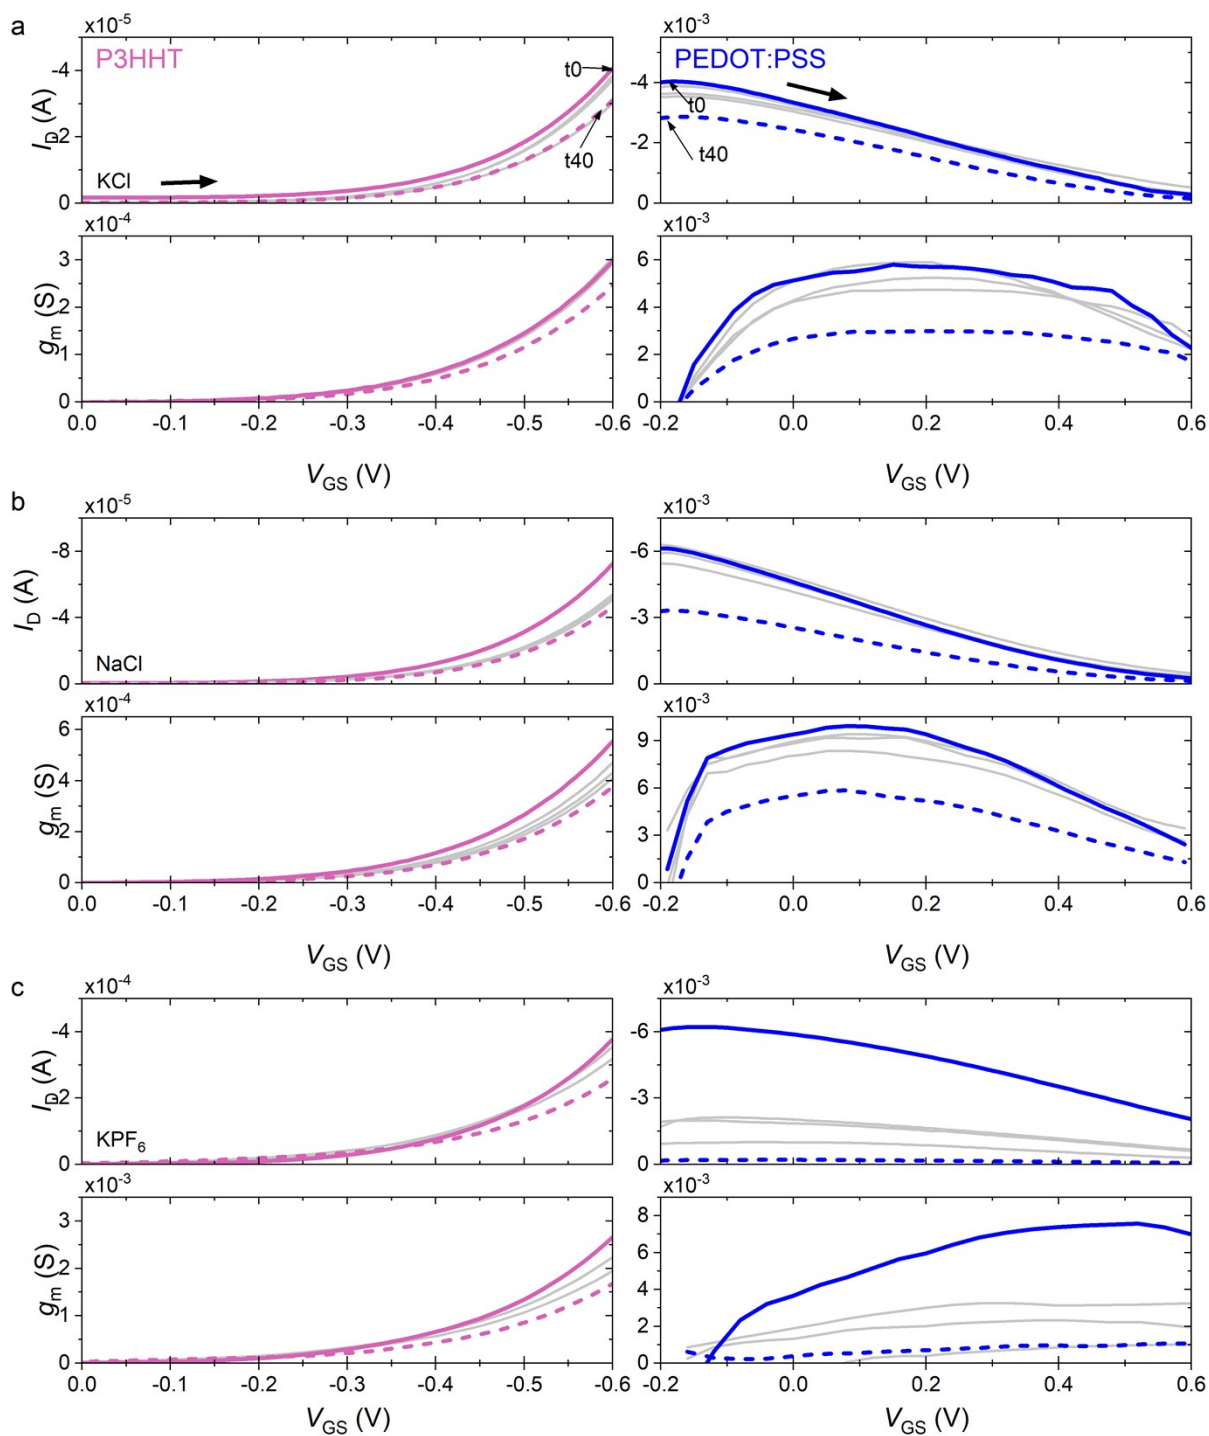 a
x10⁻⁵
x10⁻³
P3HHT
PEDOT:PSS
-4
-2
0
I_D (A)
KCl
t0
t40
-4
-2
0
t0
t40
x10⁻⁴
x10⁻³
3
2
1
0
g_m (S)
6
4
2
0
0.0 -0.1 -0.2 -0.3 -0.4 -0.5 -0.6
-0.2 0.0 0.2 0.4 0.6
V_GS (V)
V_GS (V)
b
x10⁻⁵
x10⁻³
-8
-4
0
I_D (A)
NaCl
-6
-3
0
x10⁻⁴
x10⁻³
6
4
2
0
g_m (S)
9
6
3
0
0.0 -0.1 -0.2 -0.3 -0.4 -0.5 -0.6
-0.2 0.0 0.2 0.4 0.6
V_GS (V)
V_GS (V)
c
x10⁻⁴
x10⁻³
-4
-2
0
I_D (A)
KPF₆
-6
-3
0
x10⁻³
x10⁻³
3
2
1
0
g_m (S)
8
6
4
2
0
0.0 -0.1 -0.2 -0.3 -0.4 -0.5 -0.6
-0.2 0.0 0.2 0.4 0.6
V_GS (V)
V_GS (V)